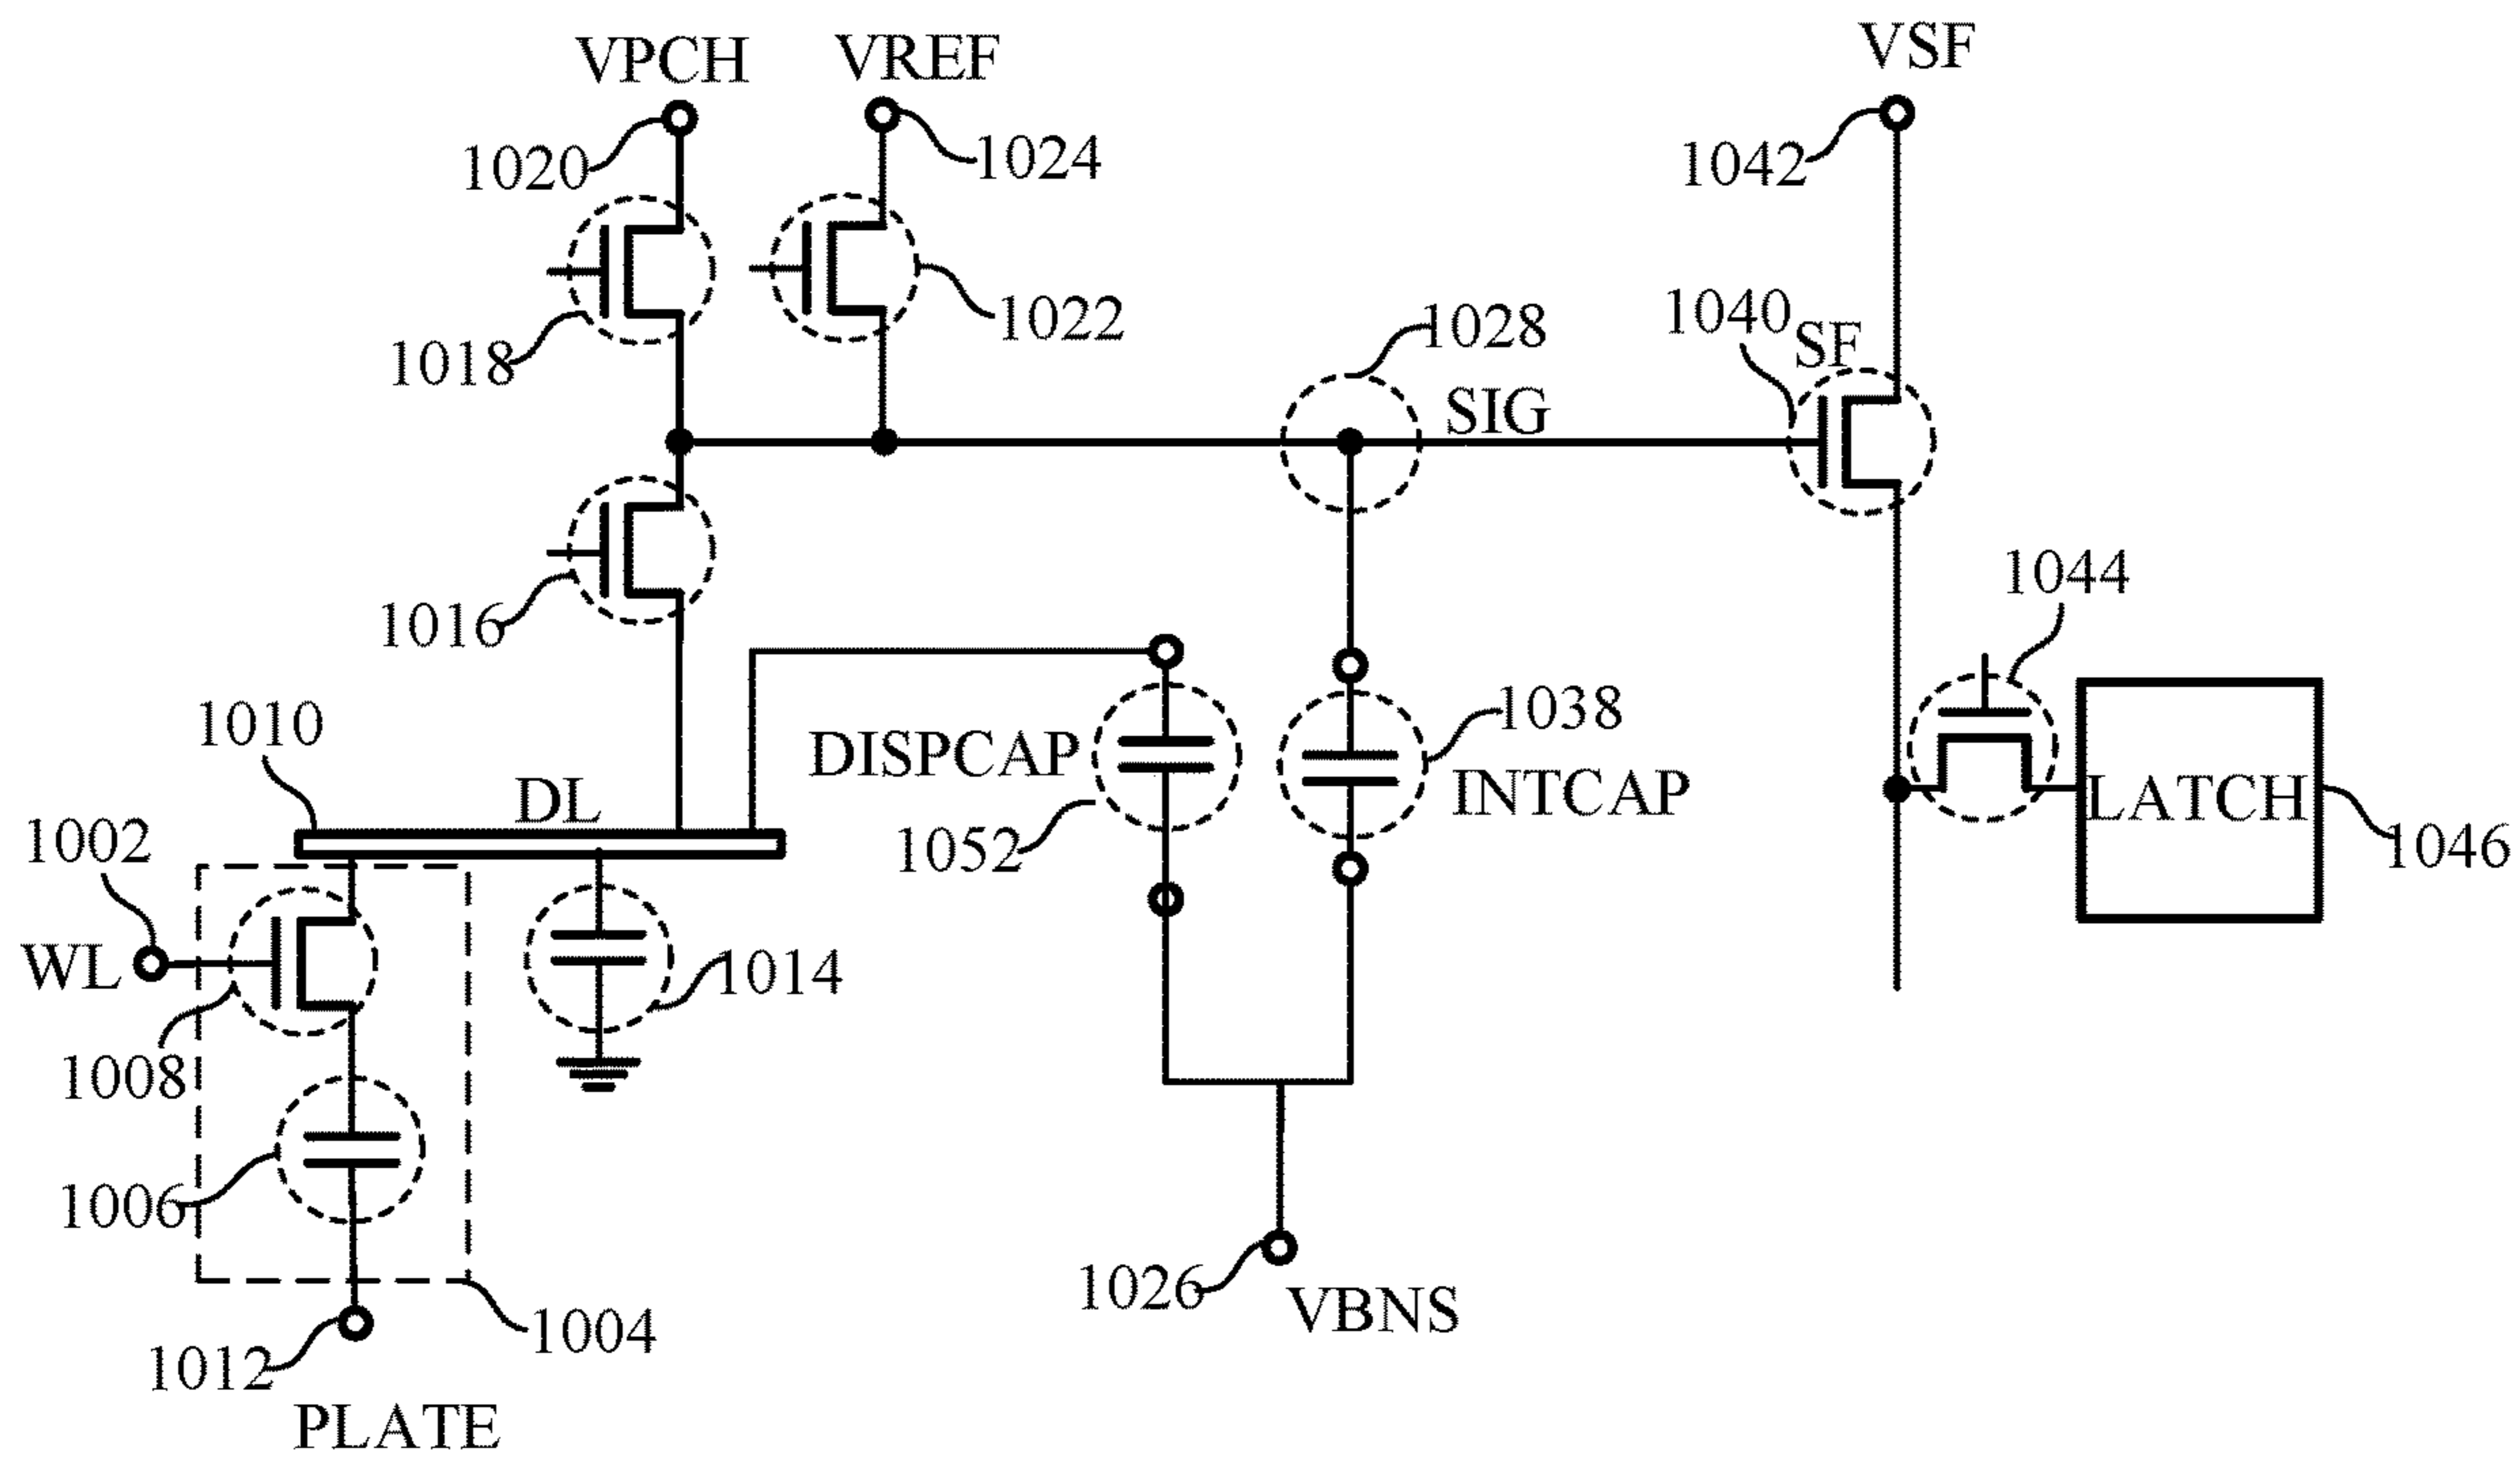 VPCH
VREF
VSF
1020
1024
1042
1018
1022
1028
1040
SF
SIG
1016
1044
1010
DL
DISPCAP
1038
INTCAP
LATCH
1002
1052
1046
WL
1014
1008
1006
1026
VBNS
1004
1012
PLATE